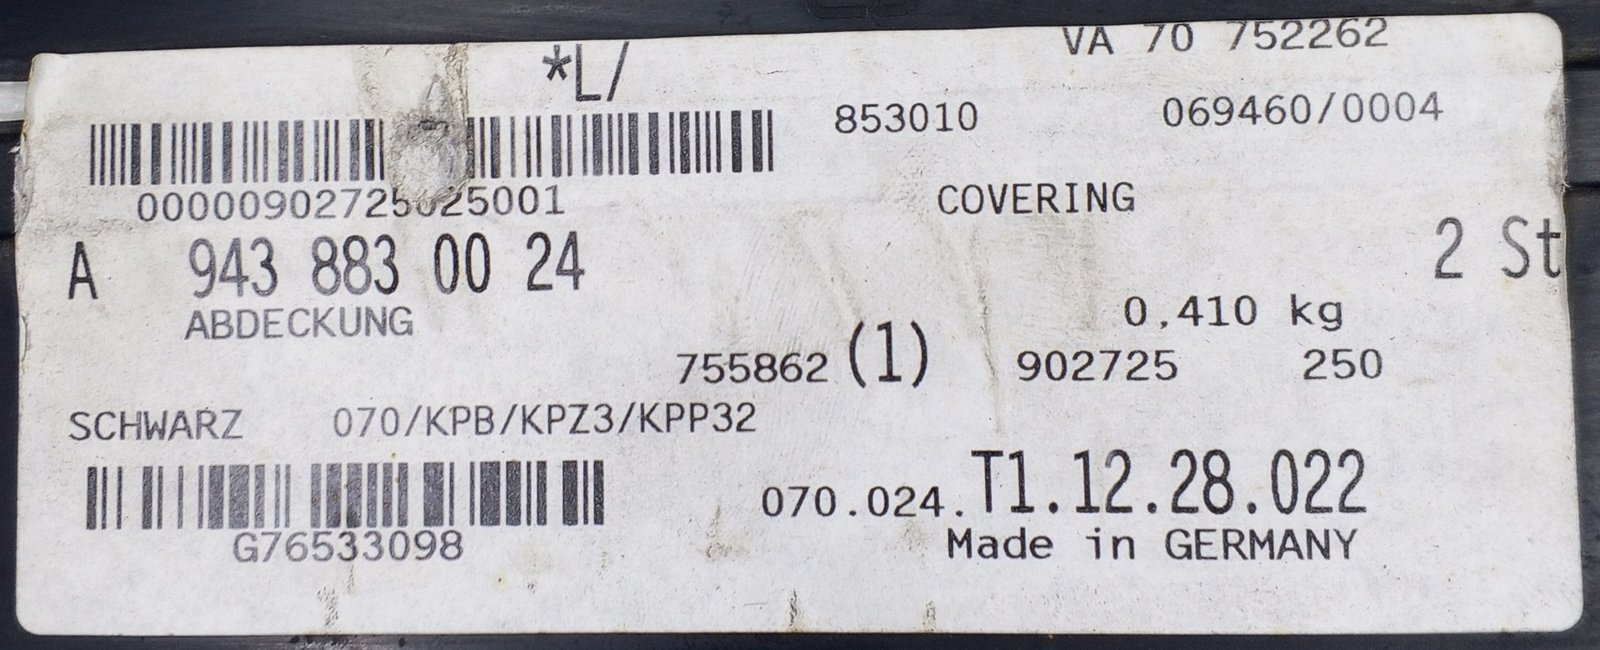 VA 70 752262
*L/
853010 069460/0004
00000902725025001 COVERING
A 943 883 00 24 2 St
ABDECKUNG 0,410 kg
755862 (1) 902725 250
SCHWARZ 070/KPB/KPZ3/KPP32
070.024.T1.12.28.022
G76533098 Made in GERMANY